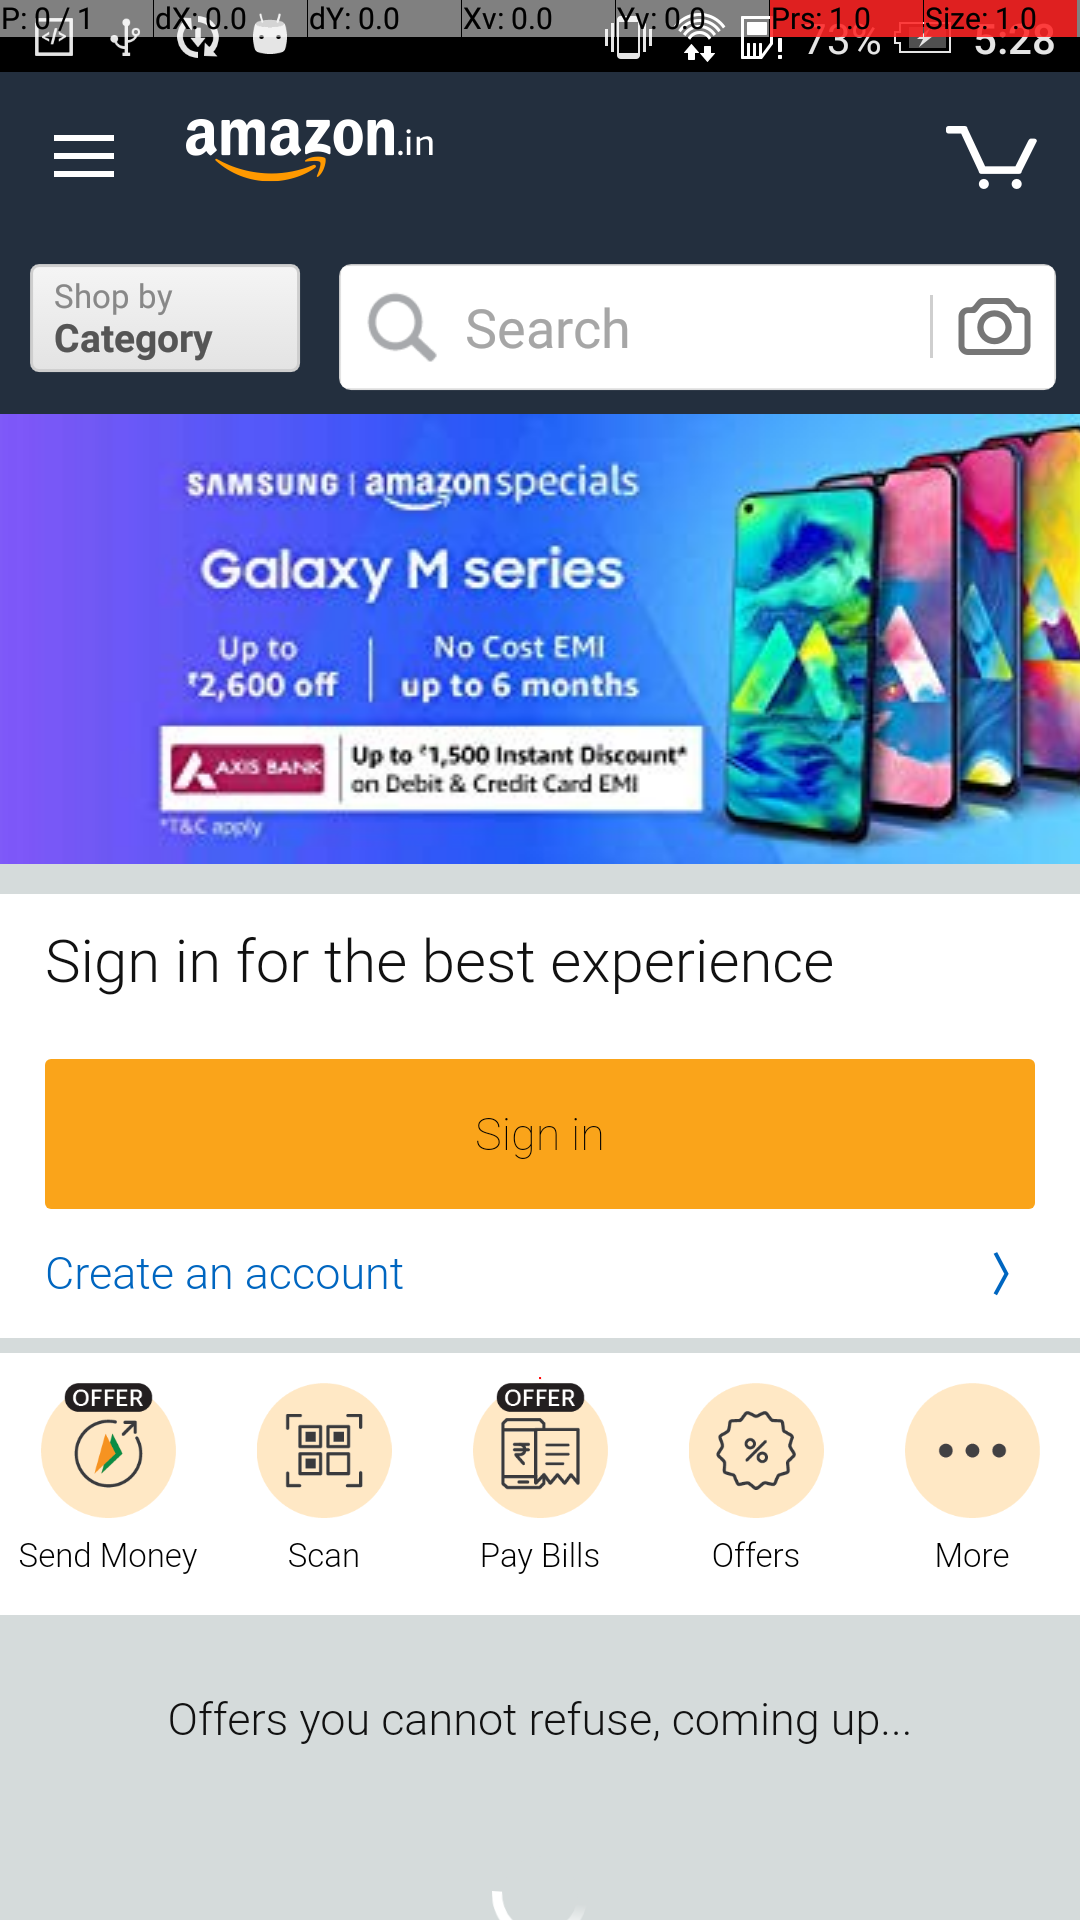 P: 0 / 1 dX: 0.0 dY: 0.0 Xv: 0.0 Yv: 0.0 Prs: 1.0 Size: 1.0
73% 5:28
amazon.in
Shop by
Category
Search
SAMSUNG | amazonspecials
Galaxy M series
Up to
₹2,600 off
No Cost EMI
up to 6 months
AXIS BANK
Up to ₹1,500 Instant Discount*
on Debit & Credit Card EMI
*T&C apply
Sign in for the best experience
Sign in
Create an account
OFFER
OFFER
Send Money
Scan
Pay Bills
Offers
More
Offers you cannot refuse, coming up...